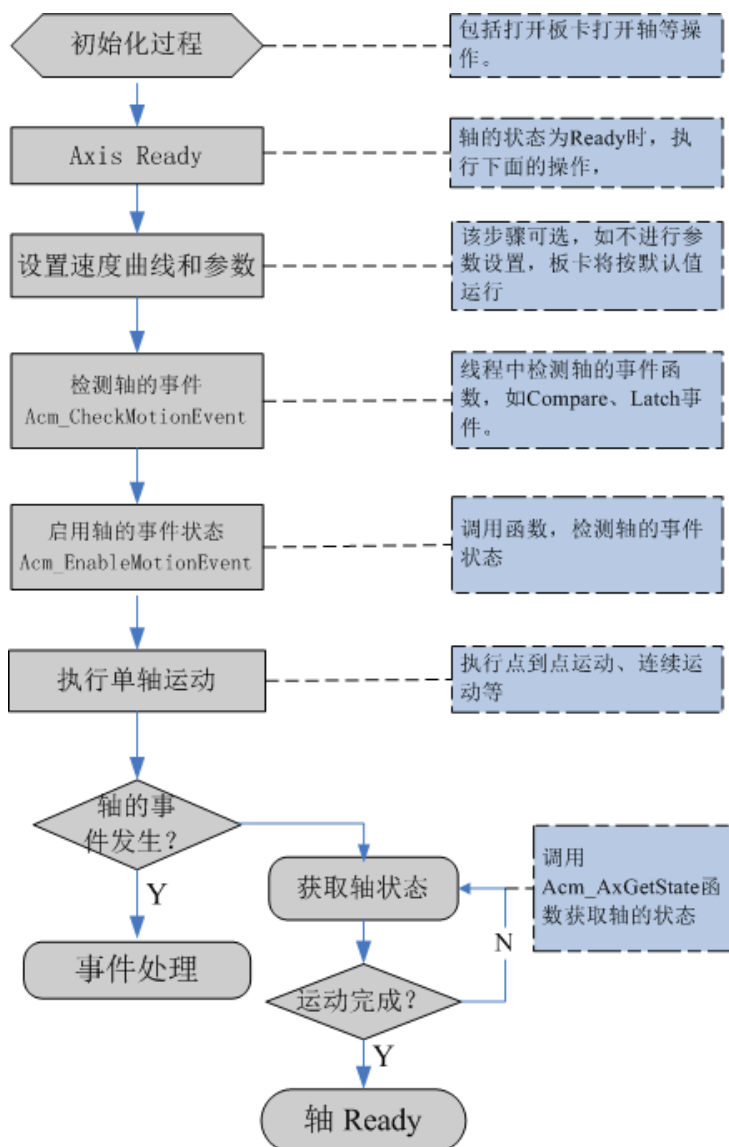 初始化过程
包括打开板卡打开轴等操
作。
Axis Ready
轴的状态为Ready时，执
行下面的操作，
设置速度曲线和参数
该步骤可选，如不进行参
数设置，板卡将按默认值
运行
检测轴的事件
Acm_CheckMotionEvent
线程中检测轴的事件函
数，如Compare、Latch事
件。
启用轴的事件状态
Acm_EnableMotionEvent
调用函数，检测轴的事件
状态
执行单轴运动
执行点到点运动、连续运
动等
轴的事
件发生？
Y
事件处理
获取轴状态
调用
Acm_AxGetState函
数获取轴的状态
N
运动完成？
Y
轴 Ready